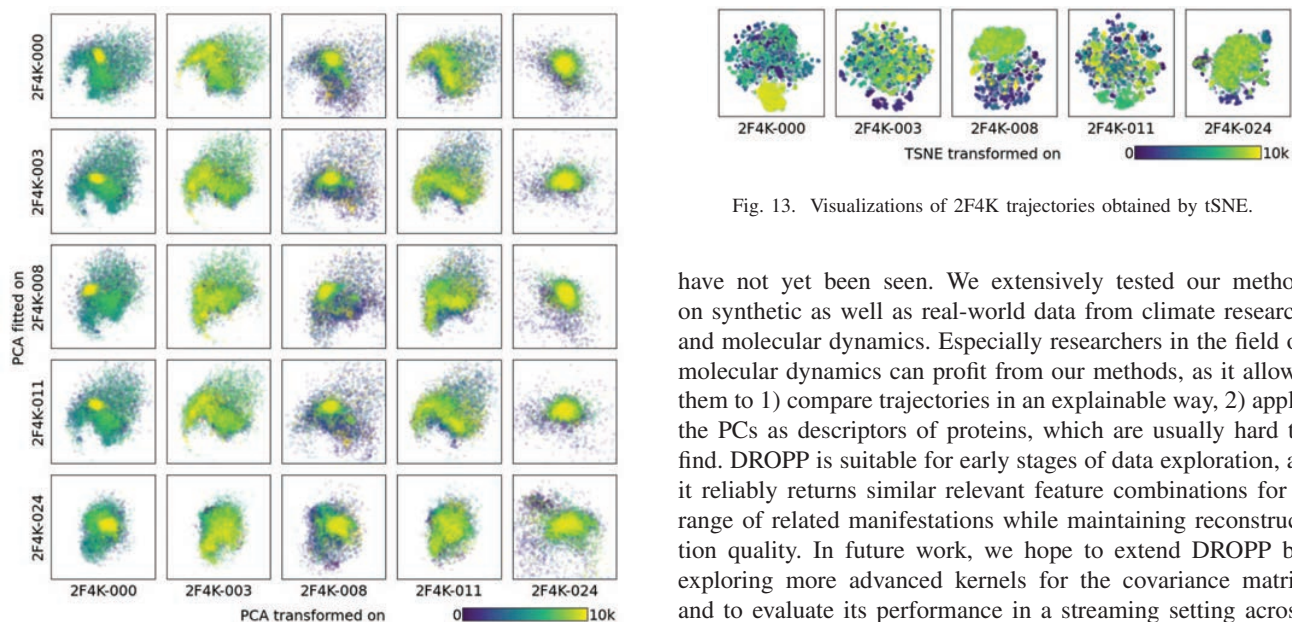 2F4K-000
2F4K-003
2F4K-008
2F4K-011
2F4K-024
PCA fitted on
2F4K-000 2F4K-003 2F4K-008 2F4K-011 2F4K-024
PCA transformed on 0 10k
2F4K-000 2F4K-003 2F4K-008 2F4K-011 2F4K-024
TSNE transformed on 0 10k
Fig. 13. Visualizations of 2F4K trajectories obtained by tSNE.
have not yet been seen. We extensively tested our metho
on synthetic as well as real-world data from climate researc
and molecular dynamics. Especially researchers in the field o
molecular dynamics can profit from our methods, as it allow
them to 1) compare trajectories in an explainable way, 2) appl
the PCs as descriptors of proteins, which are usually hard t
find. DROPP is suitable for early stages of data exploration, a
it reliably returns similar relevant feature combinations for
range of related manifestations while maintaining reconstruc
tion quality. In future work, we hope to extend DROPP b
exploring more advanced kernels for the covariance matri
and to evaluate its performance in a streaming setting acros